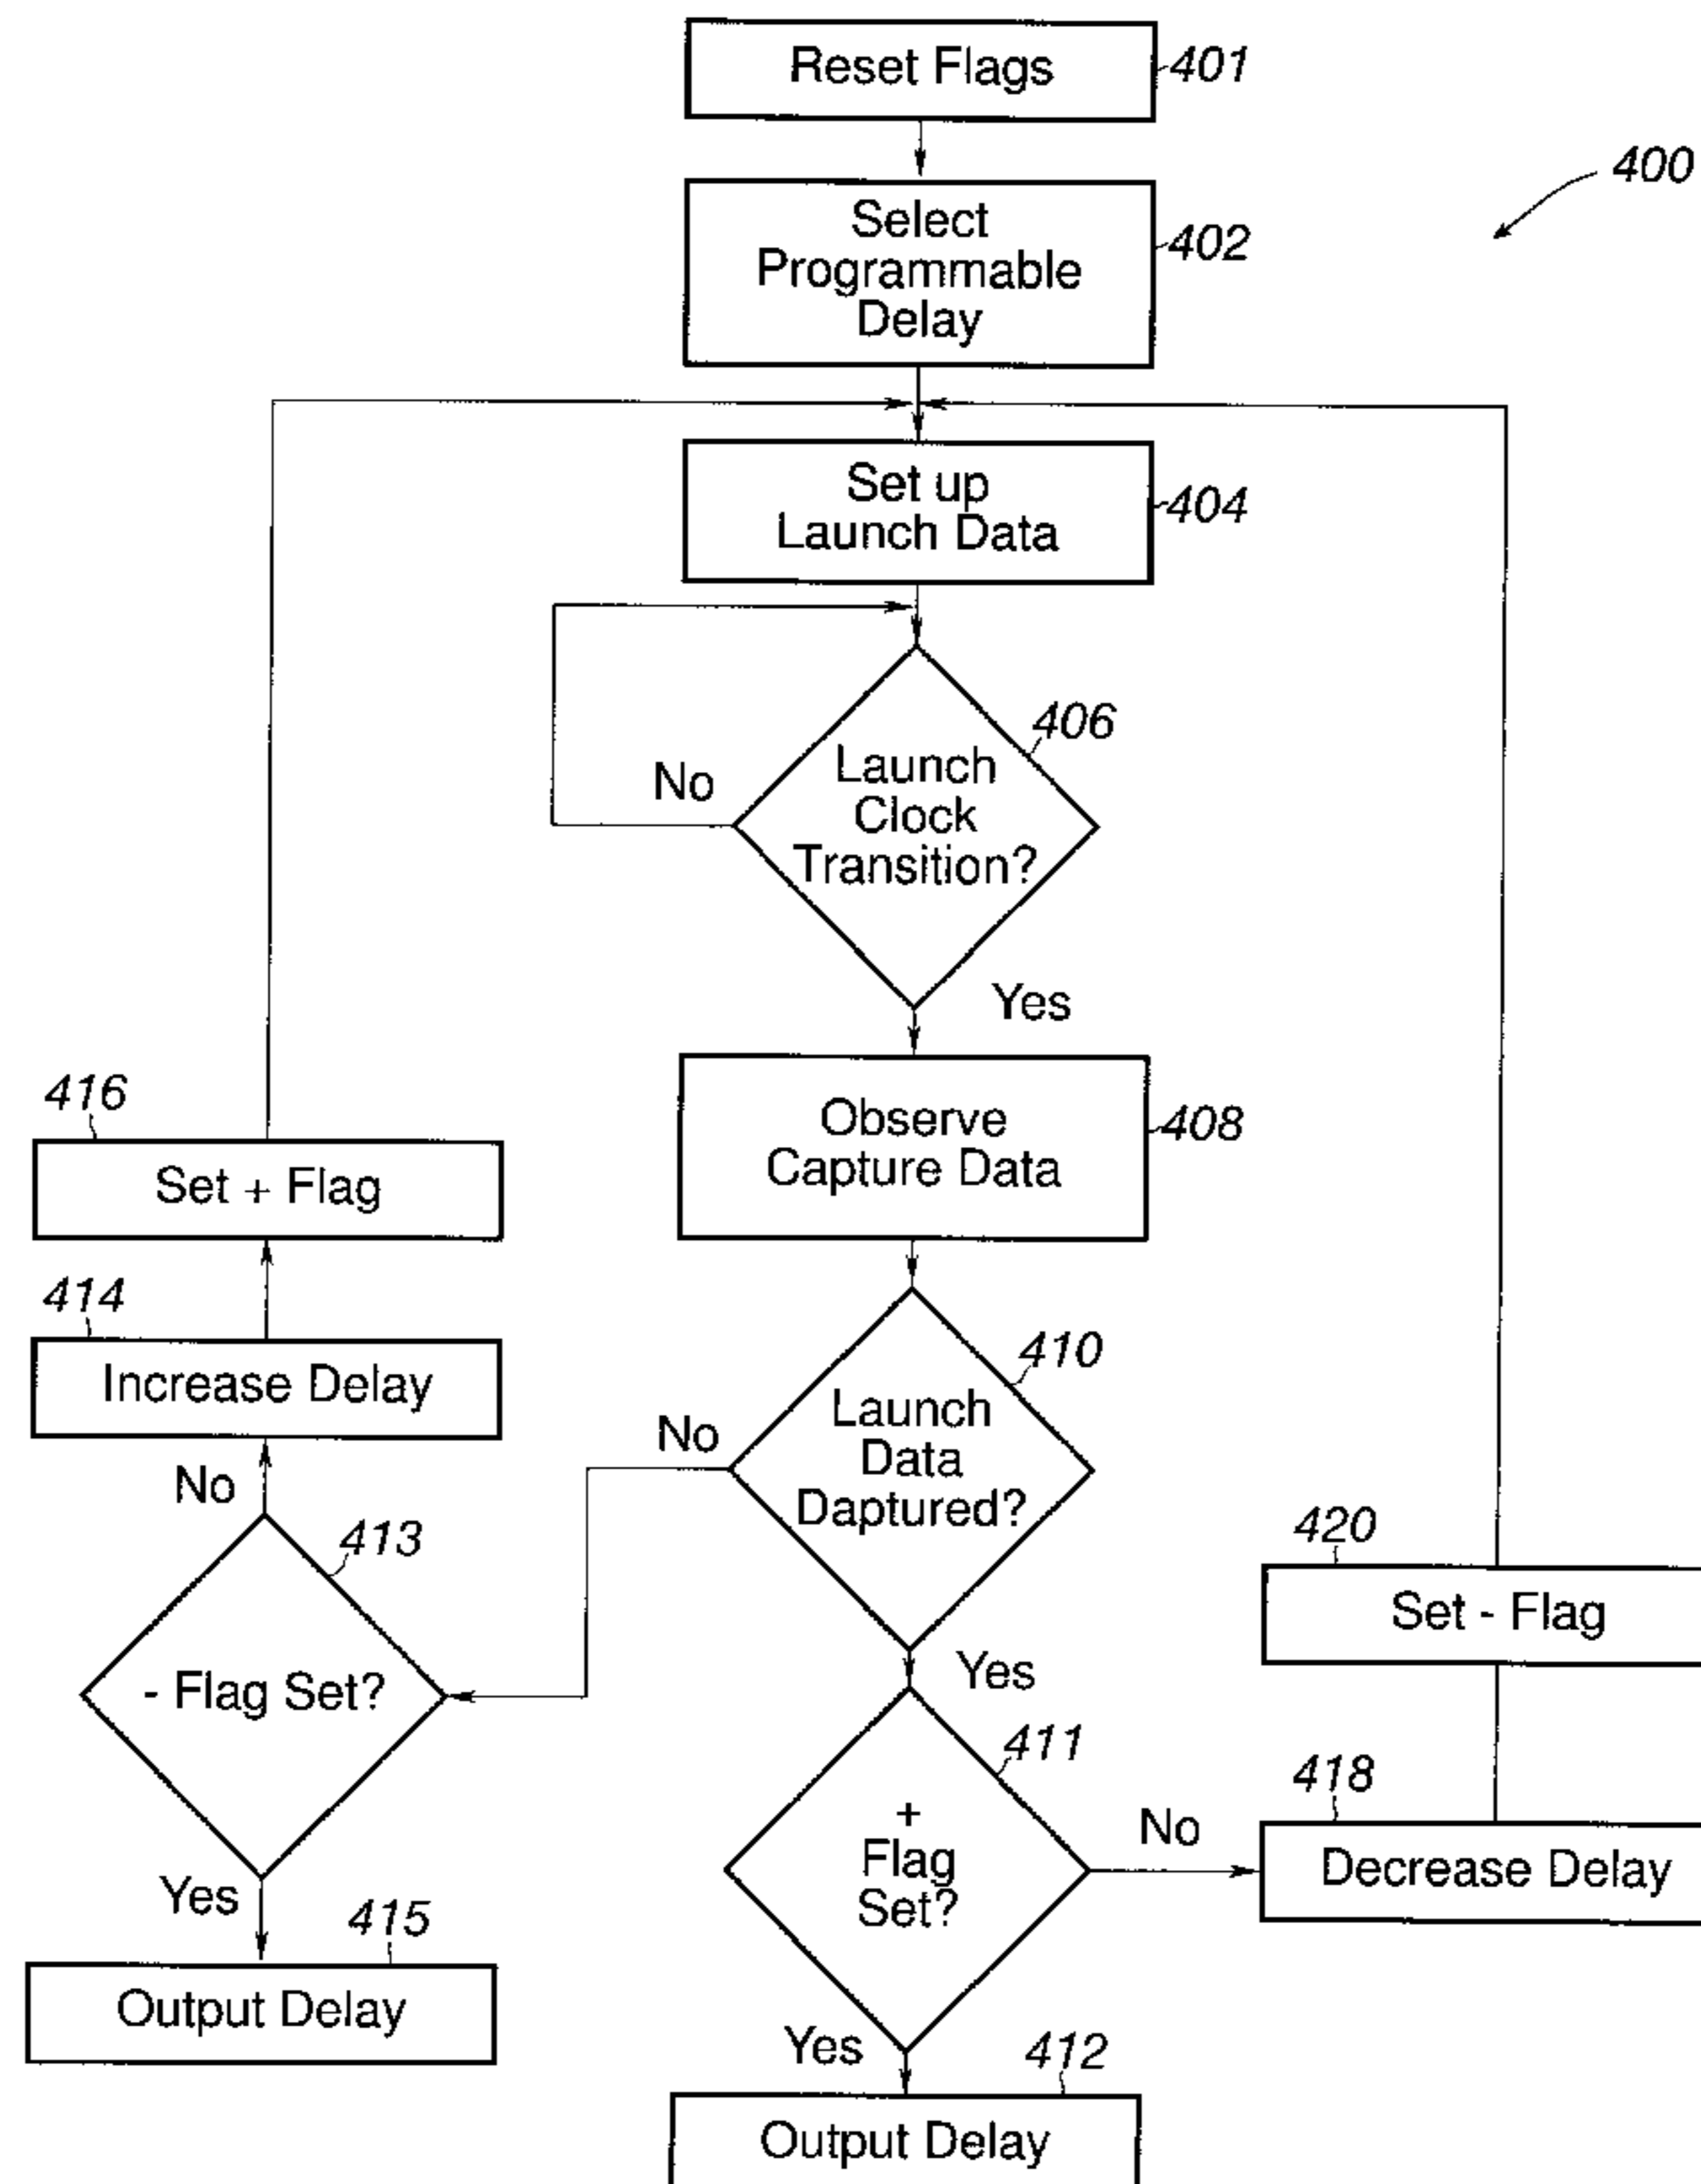 Reset Flags
401
400
Select
Programmable
Delay
402
Set up
Launch Data
404
406
Launch
Clock
Transition?
No
Yes
Observe
Capture Data
408
416
Set + Flag
414
Increase Delay
410
Launch
Data
Daptured?
No
Yes
No
413
- Flag Set?
Yes
415
Output Delay
411
+
Flag
Set?
No
Yes
412
Output Delay
420
Set - Flag
418
Decrease Delay